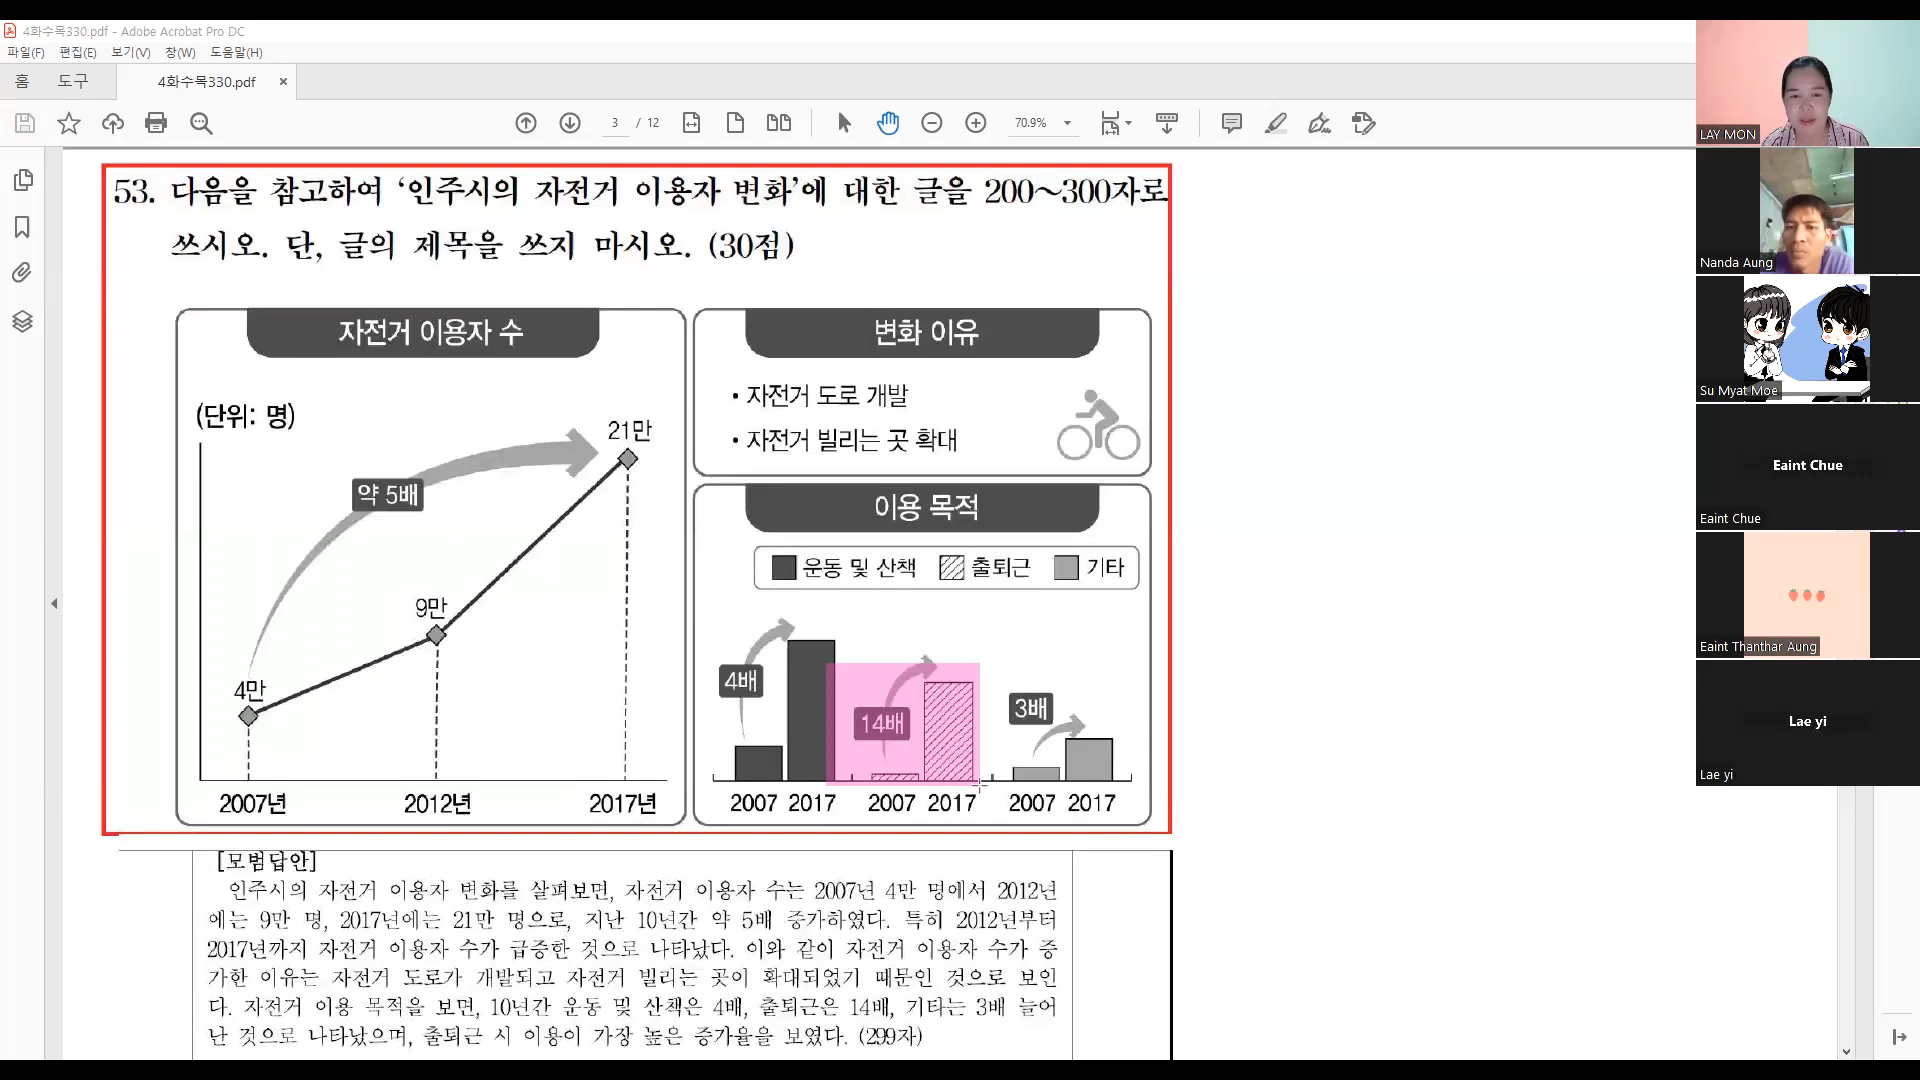 4화수목330.pdf - Adobe Acrobat Pro DC
파일(F) 편집(E) 보기(V) 창(W) 도움말(H)
홈 도구 4화수목330.pdf ×
3 / 12 70.9%
53. 다음을 참고하여 ‘인주시의 자전거 이용자 변화’에 대한 글을 200～300자로
쓰시오. 단, 글의 제목을 쓰지 마시오. (30점)
자전거 이용자 수
(단위: 명)
21만
약 5배
9만
4만
2007년 2012년 2017년
변화 이유
• 자전거 도로 개발
• 자전거 빌리는 곳 확대
이용 목적
운동 및 산책 출퇴근 기타
4배 14배 3배
2007 2017 2007 2017 2007 2017
[모범답안]
인주시의 자전거 이용자 변화를 살펴보면, 자전거 이용자 수는 2007년 4만 명에서 2012년
에는 9만 명, 2017년에는 21만 명으로, 지난 10년간 약 5배 증가하였다. 특히 2012년부터
2017년까지 자전거 이용자 수가 급증한 것으로 나타났다. 이와 같이 자전거 이용자 수가 증
가한 이유는 자전거 도로가 개발되고 자전거 빌리는 곳이 확대되었기 때문인 것으로 보인
다. 자전거 이용 목적을 보면, 10년간 운동 및 산책은 4배, 출퇴근은 14배, 기타는 3배 늘어
난 것으로 나타났으며, 출퇴근 시 이용이 가장 높은 증가율을 보였다. (299자)
LAY MON
Nanda Aung
Su Myat Moe
Eaint Chue
Eaint Chue
Eaint Thanthar Aung
Lae yi
Lae yi